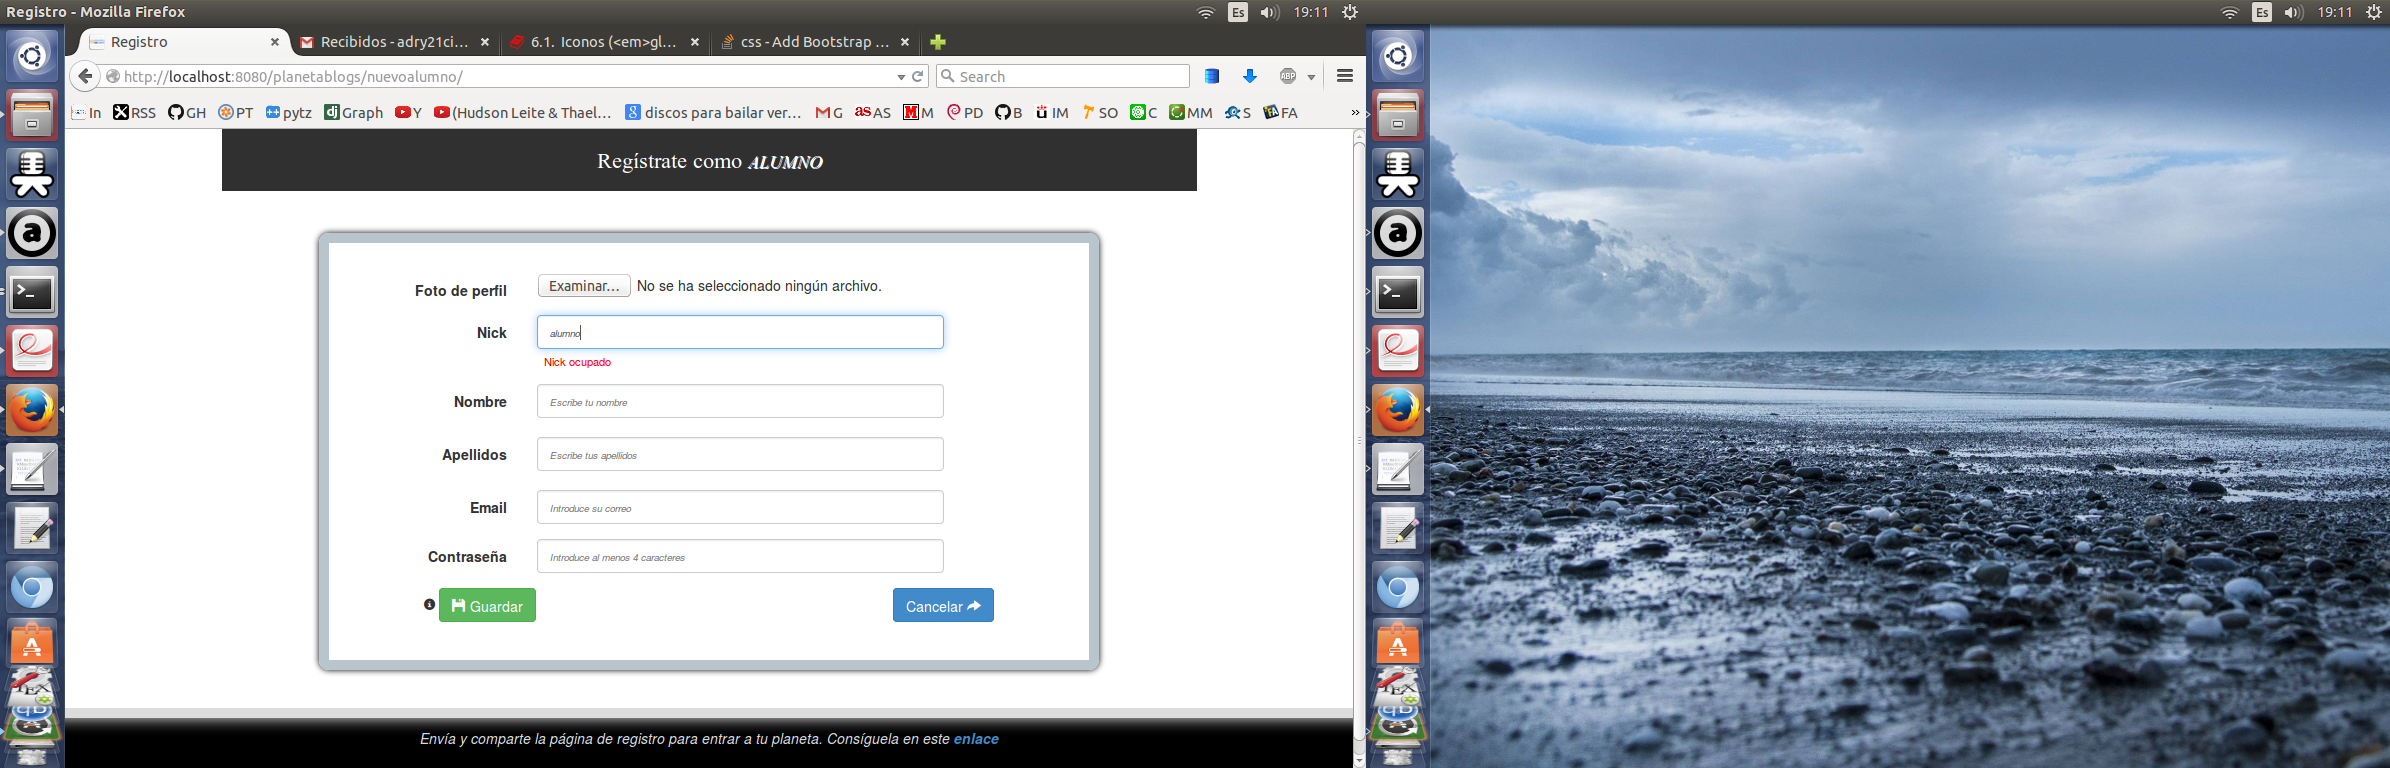 Registro - Mozilla Firefox
Es
19:11
Es
19:11
Registro
Recibidos - adry21ci...
6.1. Iconos (<em>gl...
css - Add Bootstrap ...
http://localhost:8080/planetablogs/nuevoalumno/
Search
ABP
In
RSS
GH
PT
pytz
dj Graph
Y
(Hudson Leite & Thael...
g discos para bailar ver...
G
as AS
M M
PD
B
ü IM
SO
C
MM
S
FA
»
Regístrate como ALUMNO
Foto de perfil
Examinar...
No se ha seleccionado ningún archivo.
Nick
alumno
Nick ocupado
Nombre
Escribe tu nombre
Apellidos
Escribe tus apellidos
Email
Introduce su correo
Contraseña
Introduce al menos 4 caracteres
Guardar
Cancelar
Envía y comparte la página de registro para entrar a tu planeta. Consíguela en este enlace